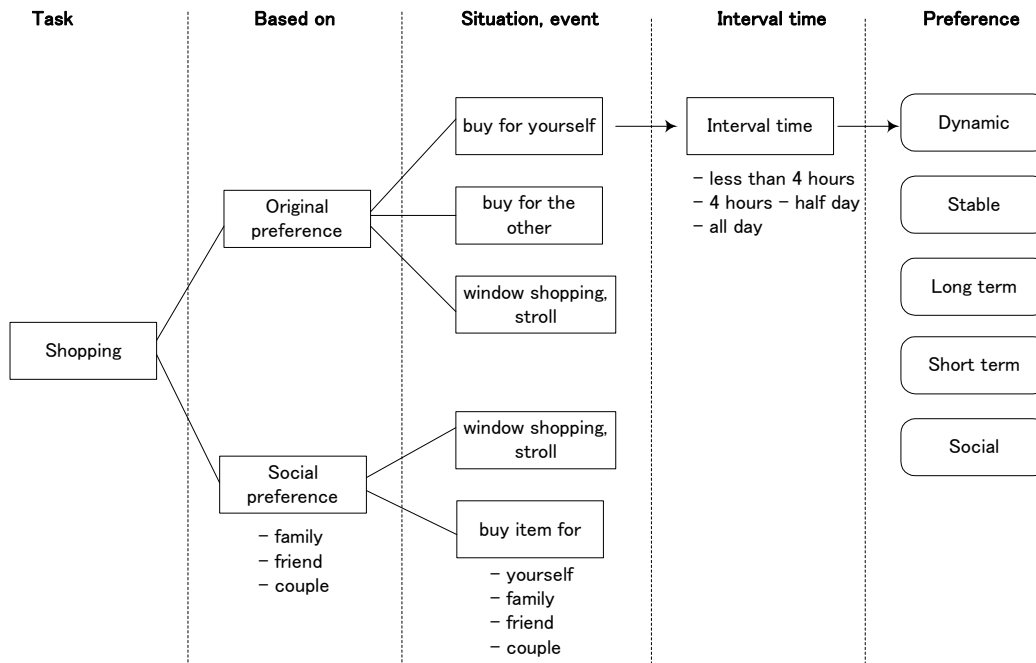 Task
Based on
Situation, event
Interval time
Preference
buy for yourself
Interval time
Dynamic
- less than 4 hours
- 4 hours - half day
- all day
Original
preference
buy for the
other
Stable
window shopping,
stroll
Long term
Shopping
Short term
window shopping,
stroll
Social
Social
preference
- family
- friend
- couple
buy item for
- yourself
- family
- friend
- couple